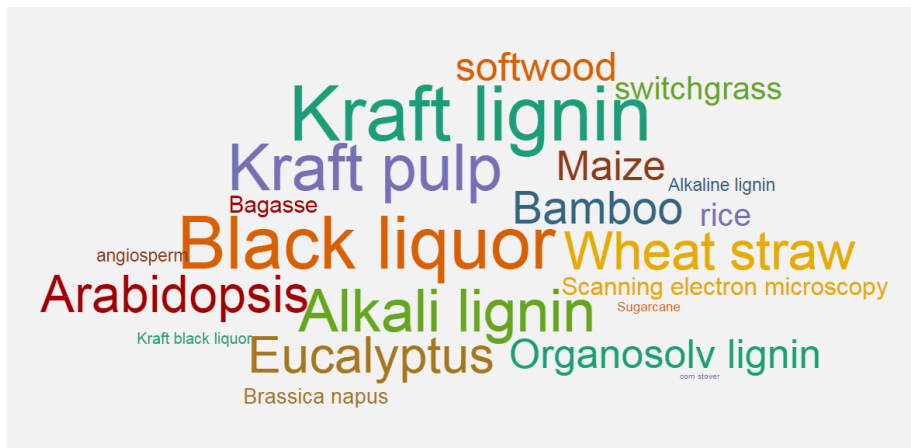 softwood
switchgrass
Kraft lignin
Kraft pulp
Maize
Alkaline lignin
Bagasse
Bamboo
rice
Black liquor
Wheat straw
angiosperm
Arabidopsis
Scanning electron microscopy
Alkali lignin
Sugarcane
Kraft black liquor
Eucalyptus
Organosolv lignin
corn stover
Brassica napus